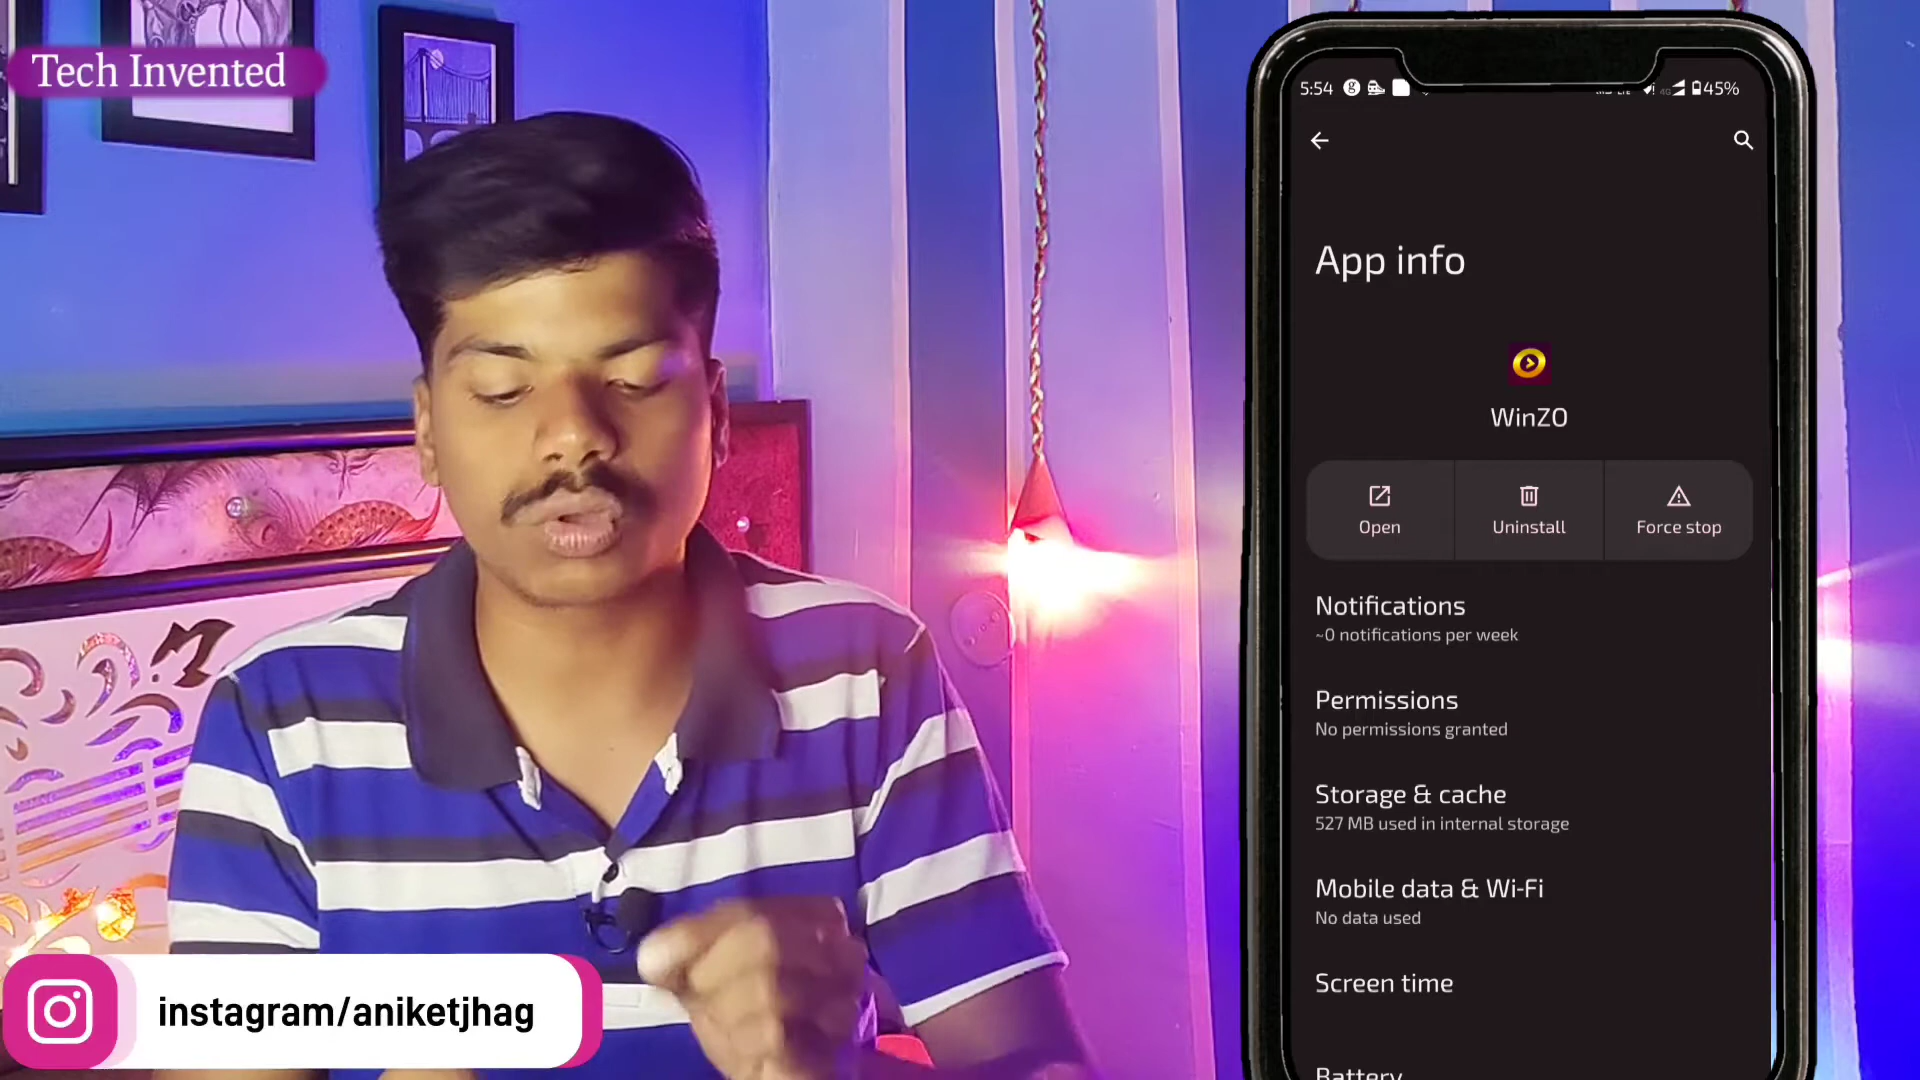 Tech Invented
instagram/aniketjhag
5:54
45%
App info
WinZO
Open
Uninstall
Force stop
Notifications
~0 notifications per week
Permissions
No permissions granted
Storage & cache
527 MB used in internal storage
Mobile data & Wi-Fi
No data used
Screen time
Battery